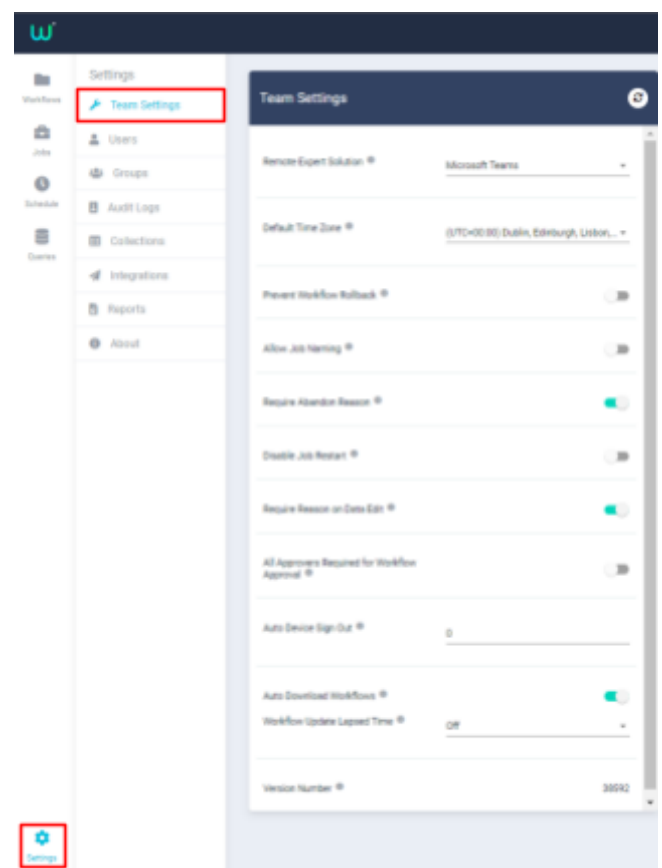 Workflows
Jobs
Schedule
Queries
Settings
Settings
Team Settings
Users
Groups
Audit Logs
Collections
Integrations
Reports
About
Team Settings
Remote Expert Solution
Microsoft Teams
Default Time Zone
(UTC+00:00) Dublin, Edinburgh, Lisbon,...
Prevent Workflow Rollback
Allow Job Naming
Require Abandon Reason
Disable Job Restart
Require Reason on Data Edit
All Approvers Required for Workflow
Approval
Auto Device Sign Out
0
Auto Download Workflows
Workflow Update Lapsed Time
Off
Version Number